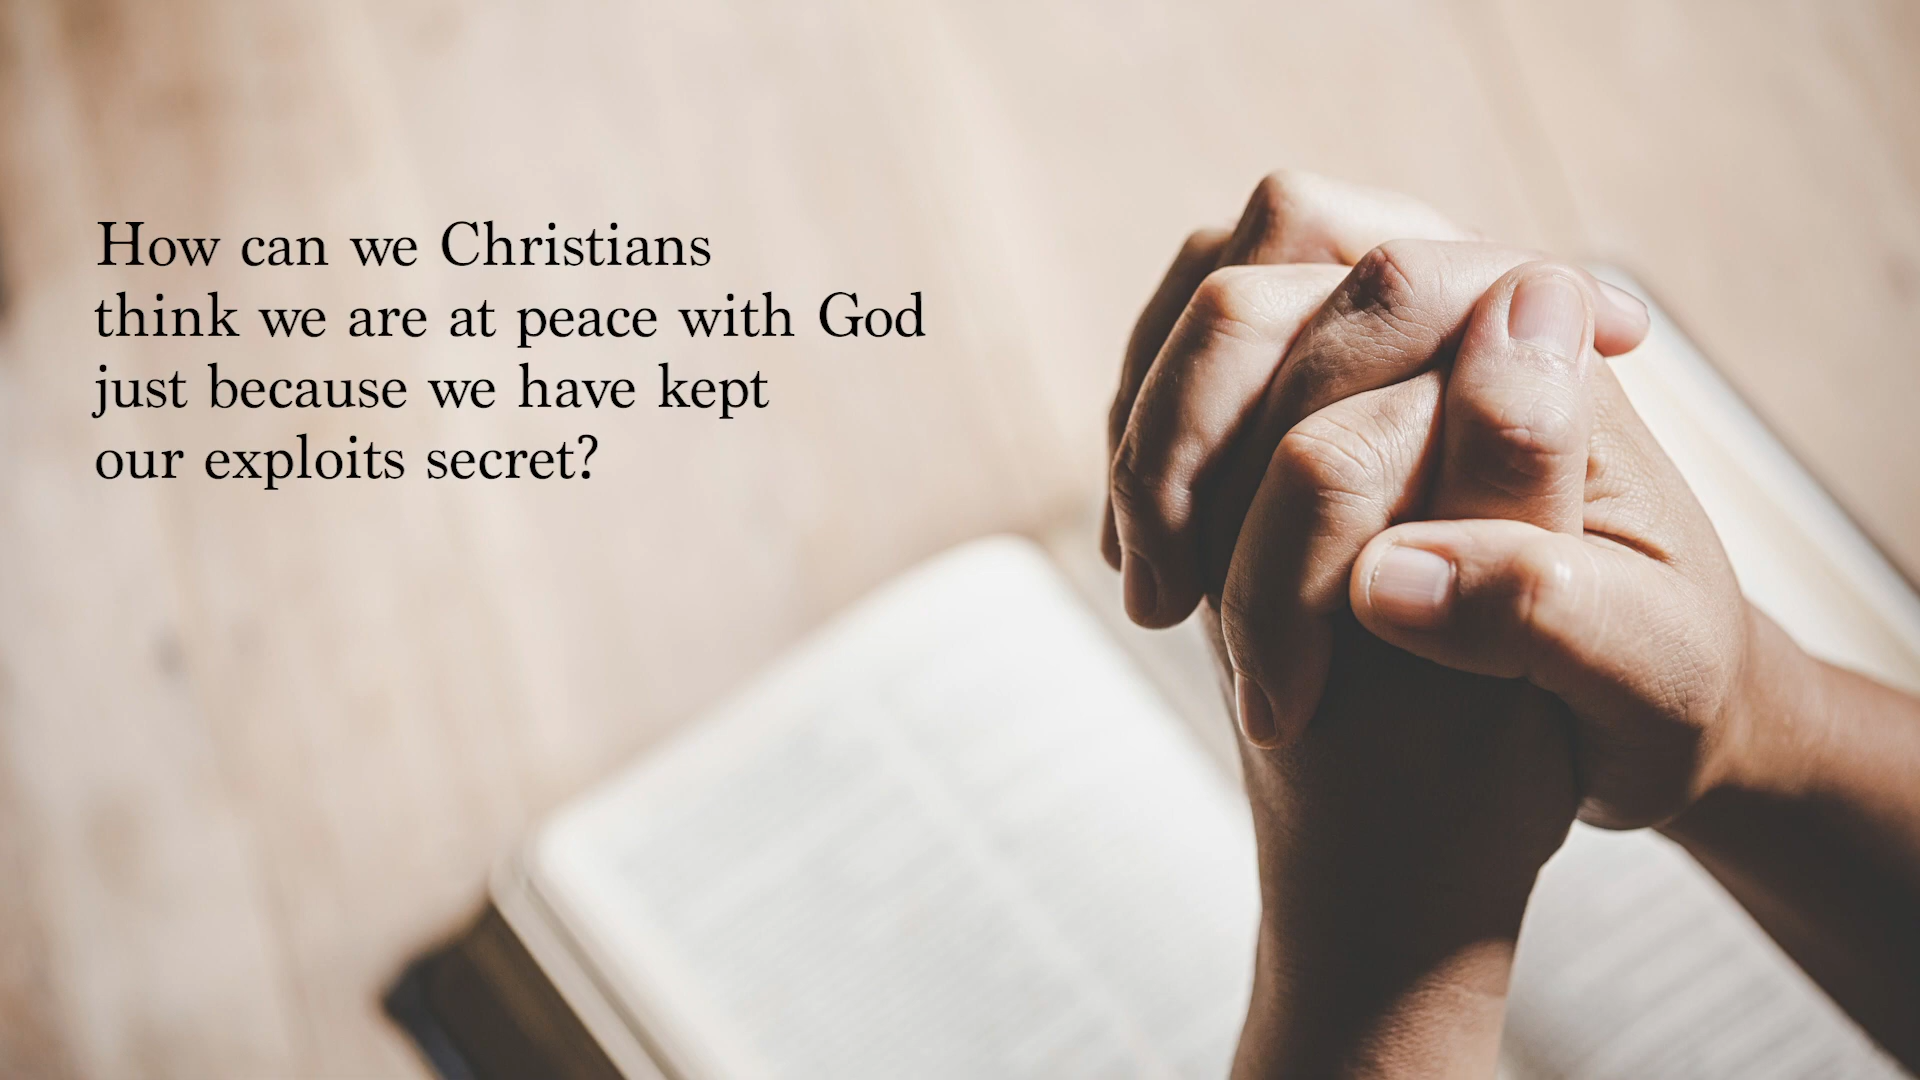 How can we Christians
think we are at peace with God
just because we have kept
our exploits secret?